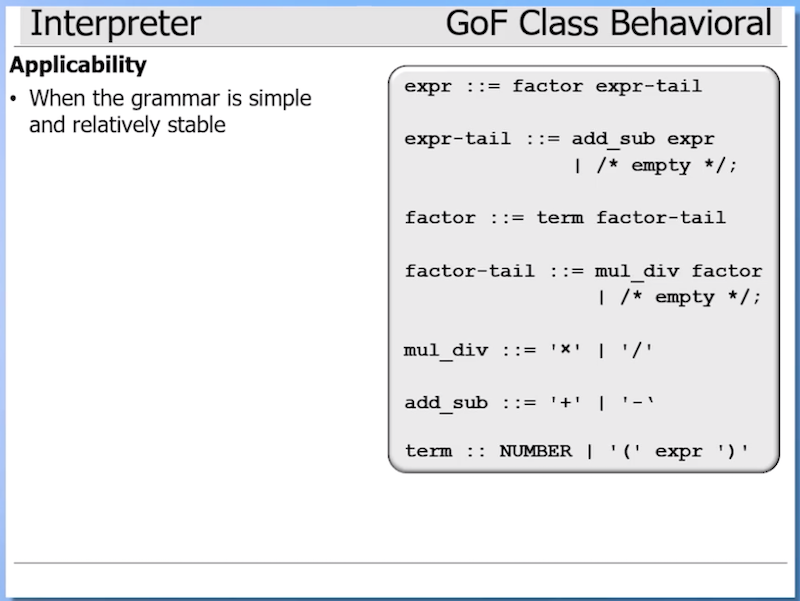 Interpreter
GoF Class Behavioral
Applicability
• When the grammar is simple
and relatively stable
expr ::= factor expr-tail
expr-tail ::= add_sub expr
| /* empty */;
factor ::= term factor-tail
factor-tail ::= mul_div factor
| /* empty */;
mul_div ::= '×' | '/'
add_sub ::= '+' | '-‘
term :: NUMBER | '(' expr ')'